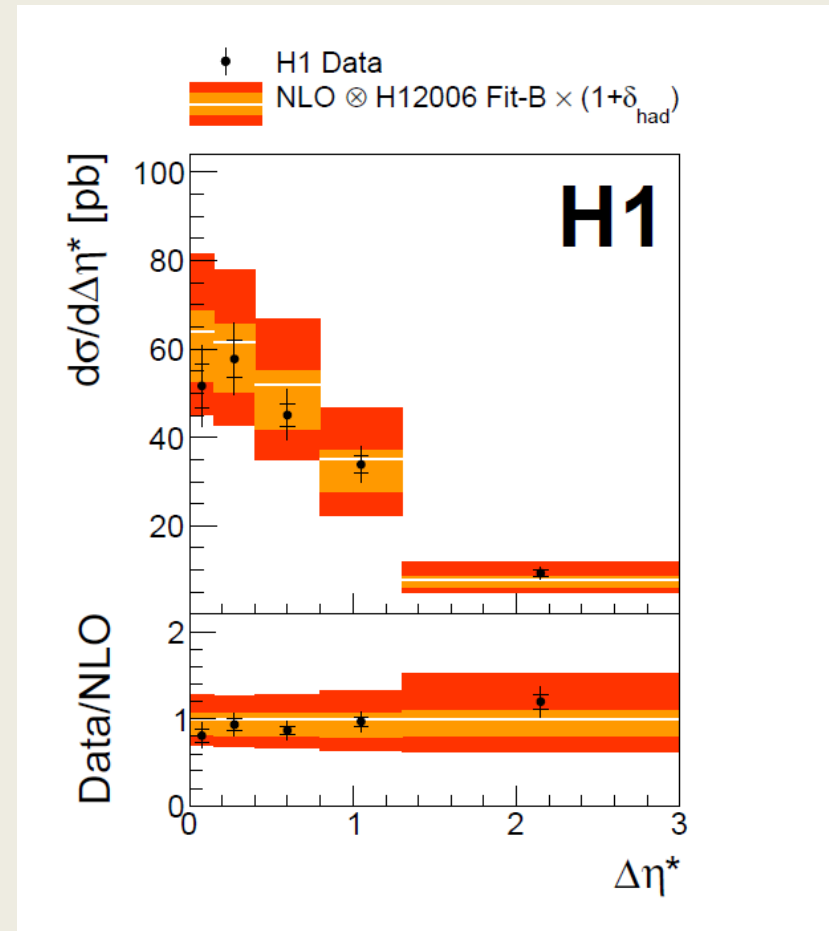 H1 Data
NLO ⊗ H12006 Fit-B × (1+δhad)
H1
dσ/dΔη* [pb]
100
80
60
40
20
Data/NLO
2
1
0
0 1 2 3
Δη*